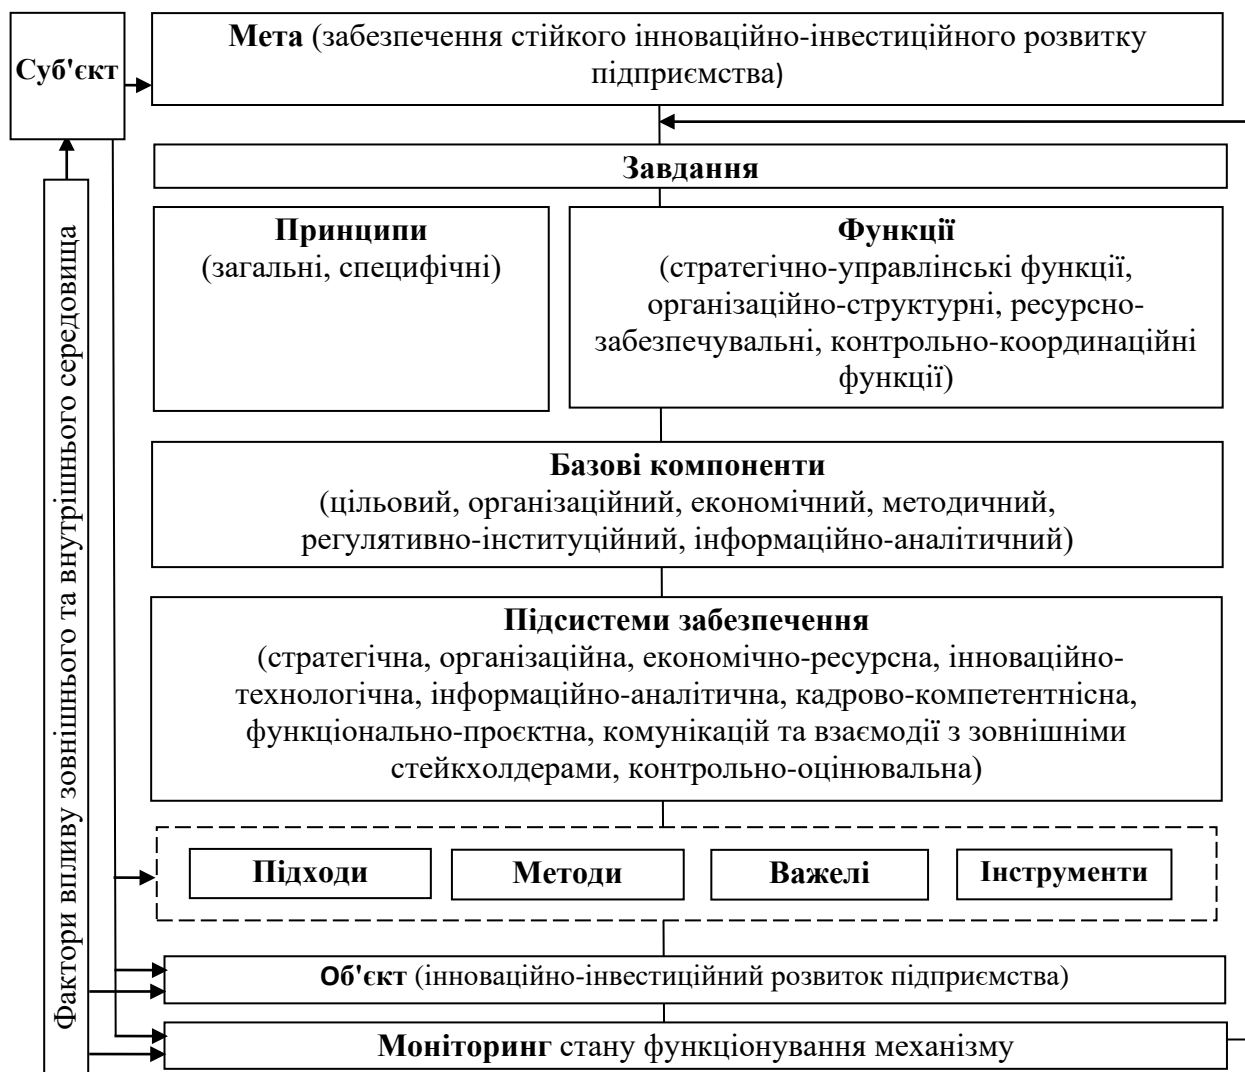 Суб'єкт
Мета (забезпечення стійкого інноваційно-інвестиційного розвитку
підприємства)
Завдання
Принципи
(загальні, специфічні)
Функції
(стратегічно-управлінські функції,
організаційно-структурні, ресурсно-
забезпечувальні, контрольно-координаційні
функції)
Фактори впливу зовнішнього та внутрішнього середовища
Базові компоненти
(цільовий, організаційний, економічний, методичний,
регулятивно-інституційний, інформаційно-аналітичний)
Підсистеми забезпечення
(стратегічна, організаційна, економічно-ресурсна, інноваційно-
технологічна, інформаційно-аналітична, кадрово-компетентнісна,
функціонально-проєктна, комунікацій та взаємодії з зовнішніми
стейкхолдерами, контрольно-оцінювальна)
Підходи
Методи
Важелі
Інструменти
Об'єкт (інноваційно-інвестиційний розвиток підприємства)
Моніторинг стану функціонування механізму